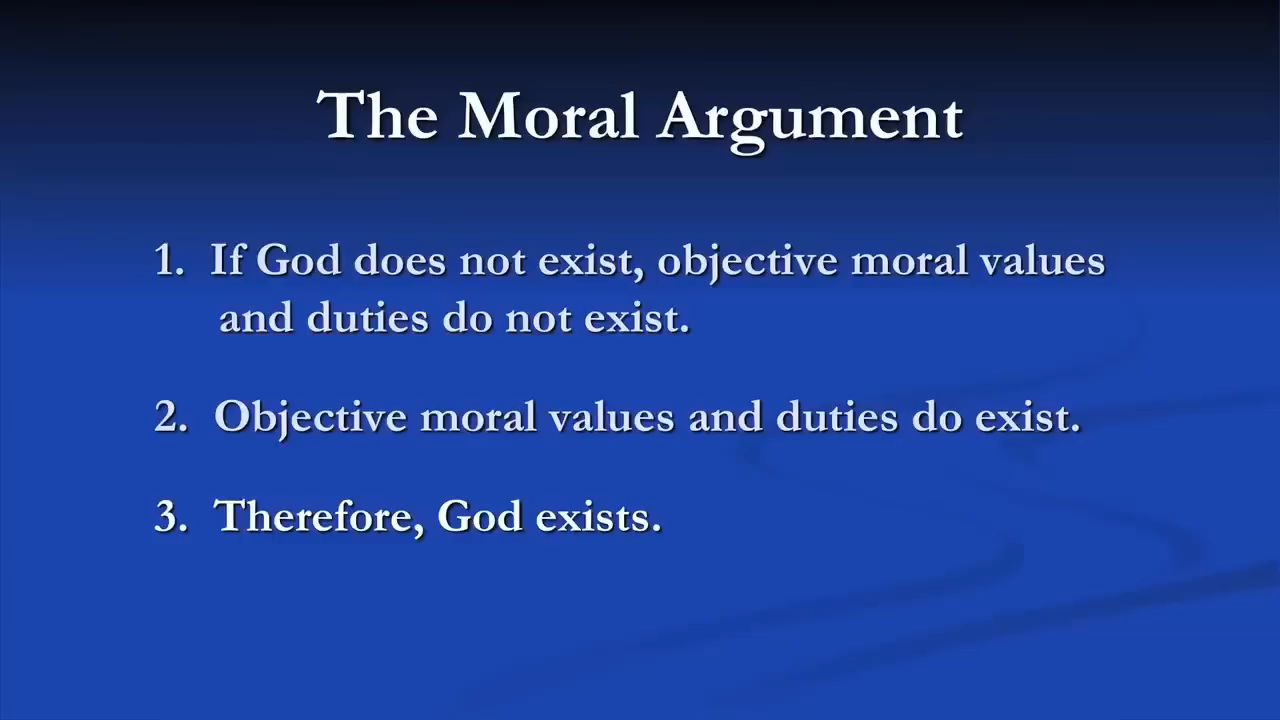 The Moral Argument
1. If God does not exist, objective moral values
and duties do not exist.
2. Objective moral values and duties do exist.
3. Therefore, God exists.